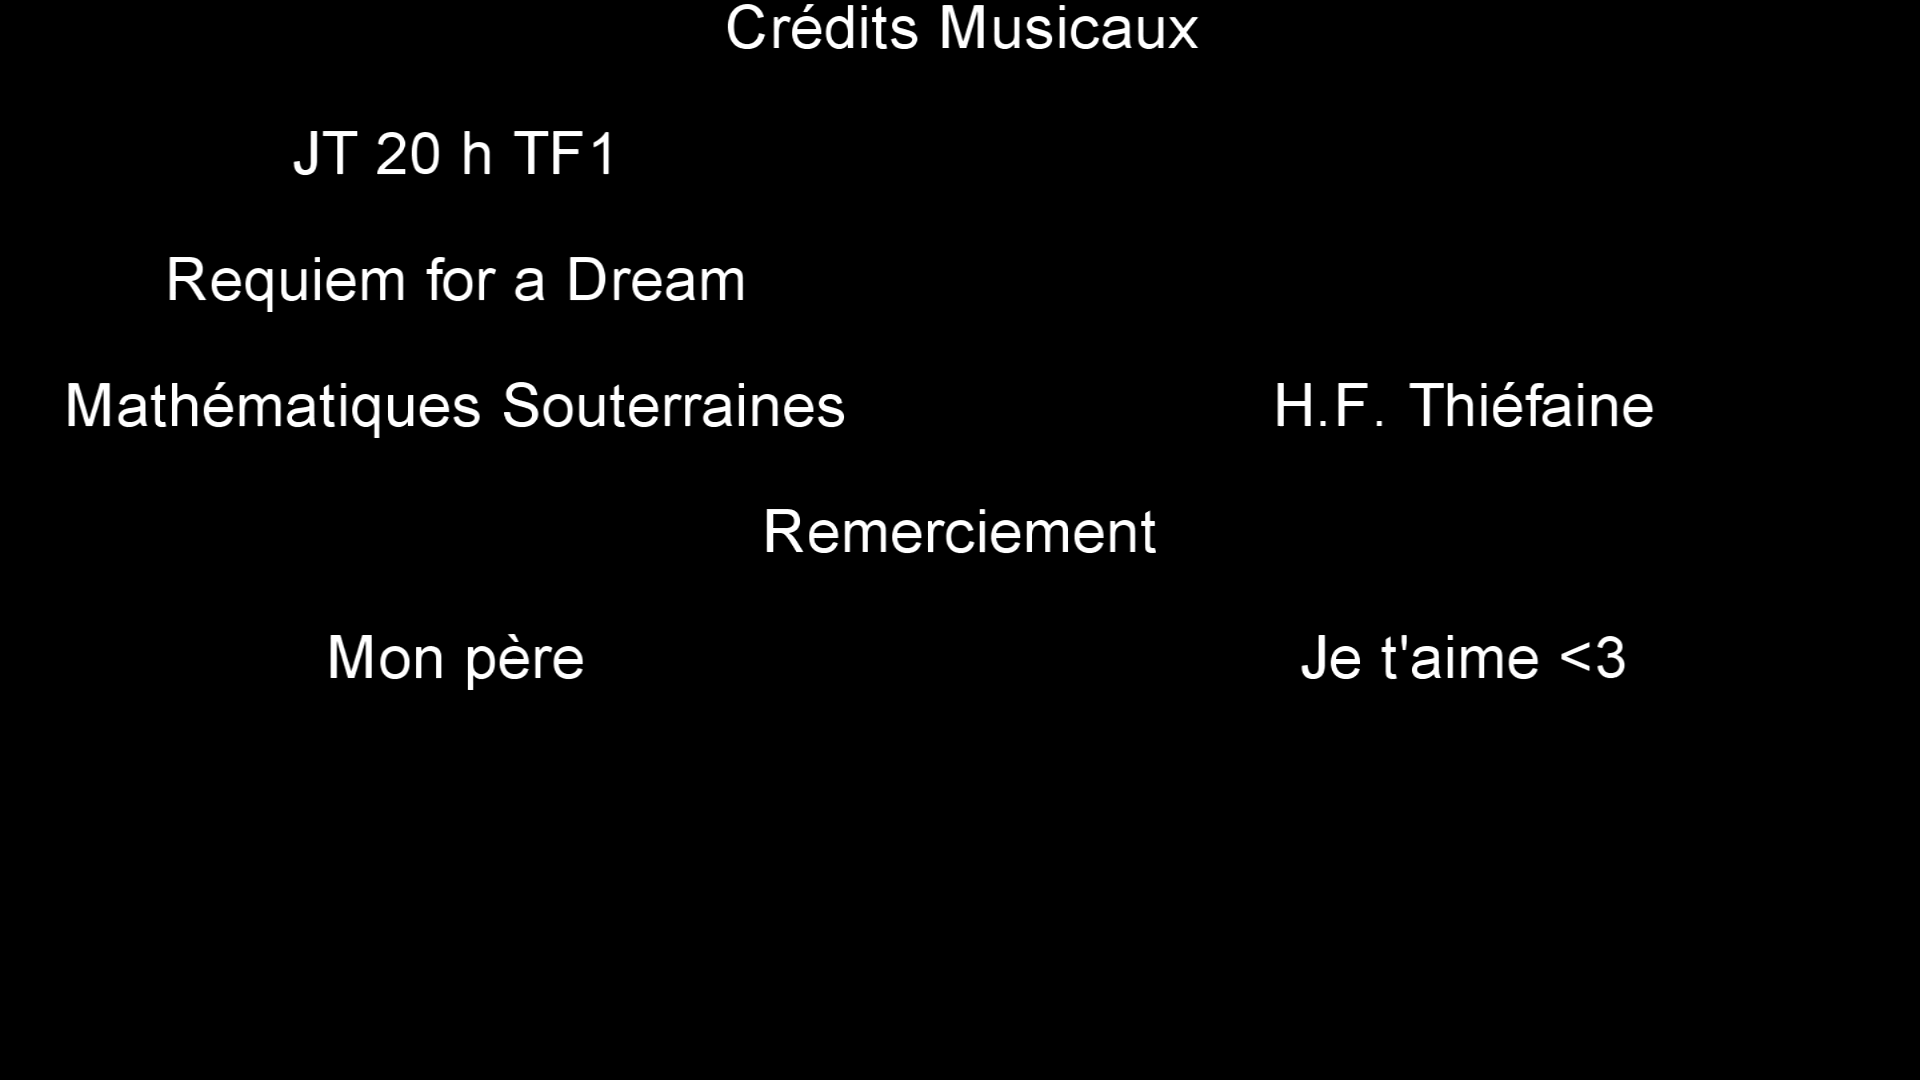 Crédits Musicaux
JT 20 h TF1
Requiem for a Dream
Mathématiques Souterraines H.F. Thiéfaine
Remerciement
Mon père Je t'aime <3